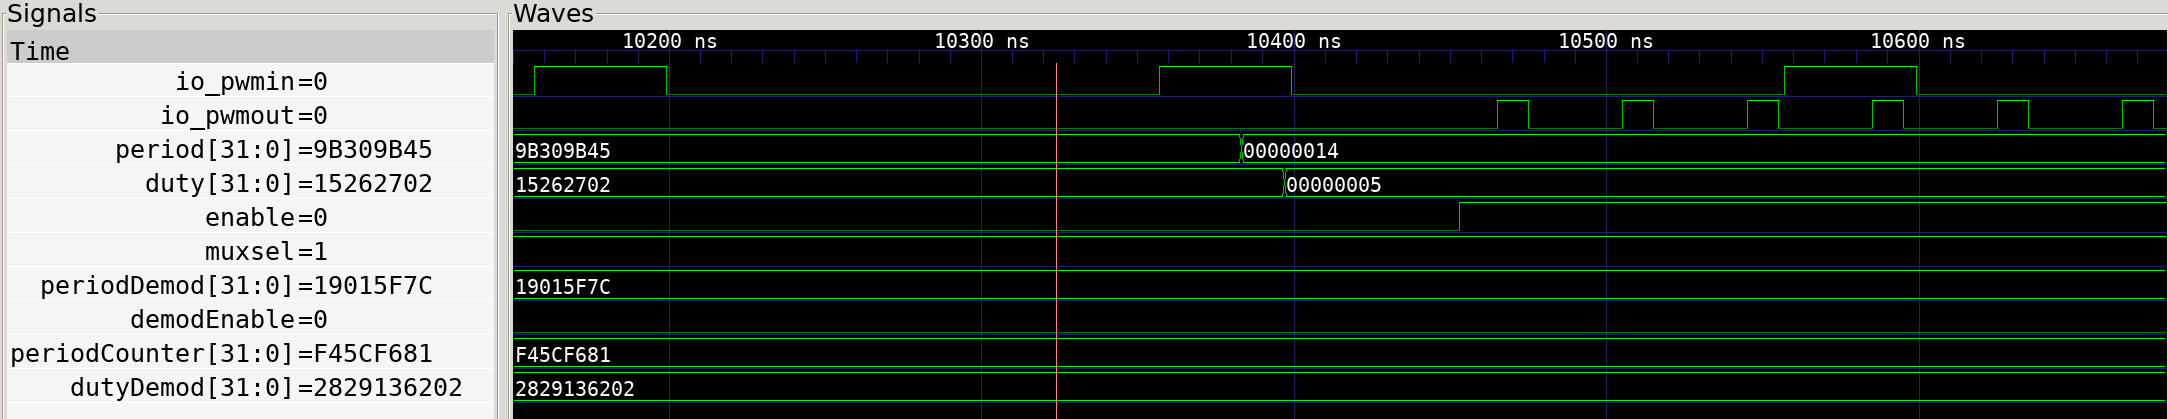 Signals Waves
Time 10200 ns 10300 ns 10400 ns 10500 ns 10600 ns
io_pwmin=0
io_pwmout=0
period[31:0]=9B309B45 9B309B45 00000014
duty[31:0]=15262702 15262702 00000005
enable=0
muxsel=1
periodDemod[31:0]=19015F7C 19015F7C
demodEnable=0
periodCounter[31:0]=F45CF681 F45CF681
dutyDemod[31:0]=2829136202 2829136202